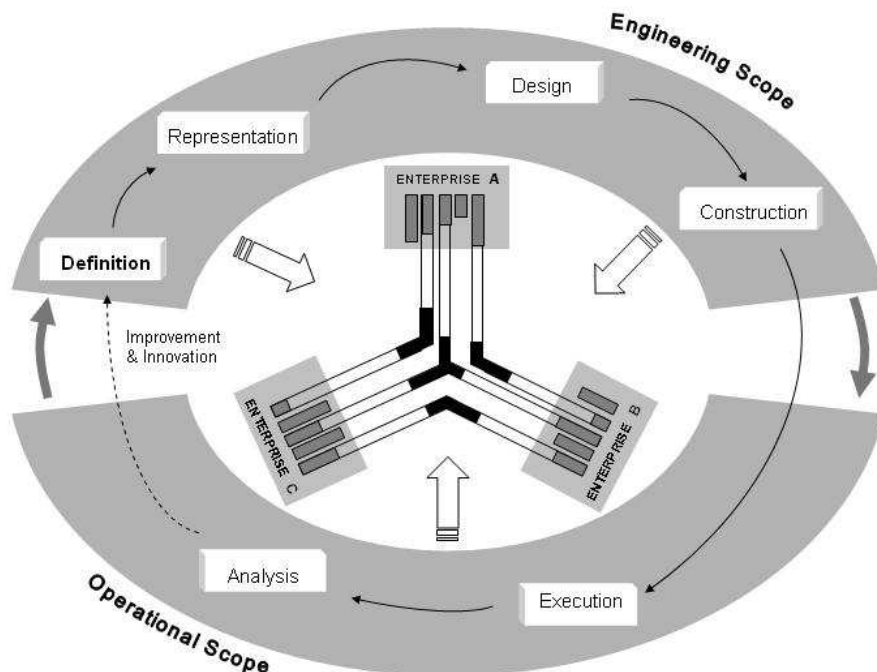 Engineering Scope
Design
Representation
ENTERPRISE A
Construction
Definition
Improvement
& Innovation
ENTERPRISE C
ENTERPRISE B
Analysis
Execution
Operational Scope